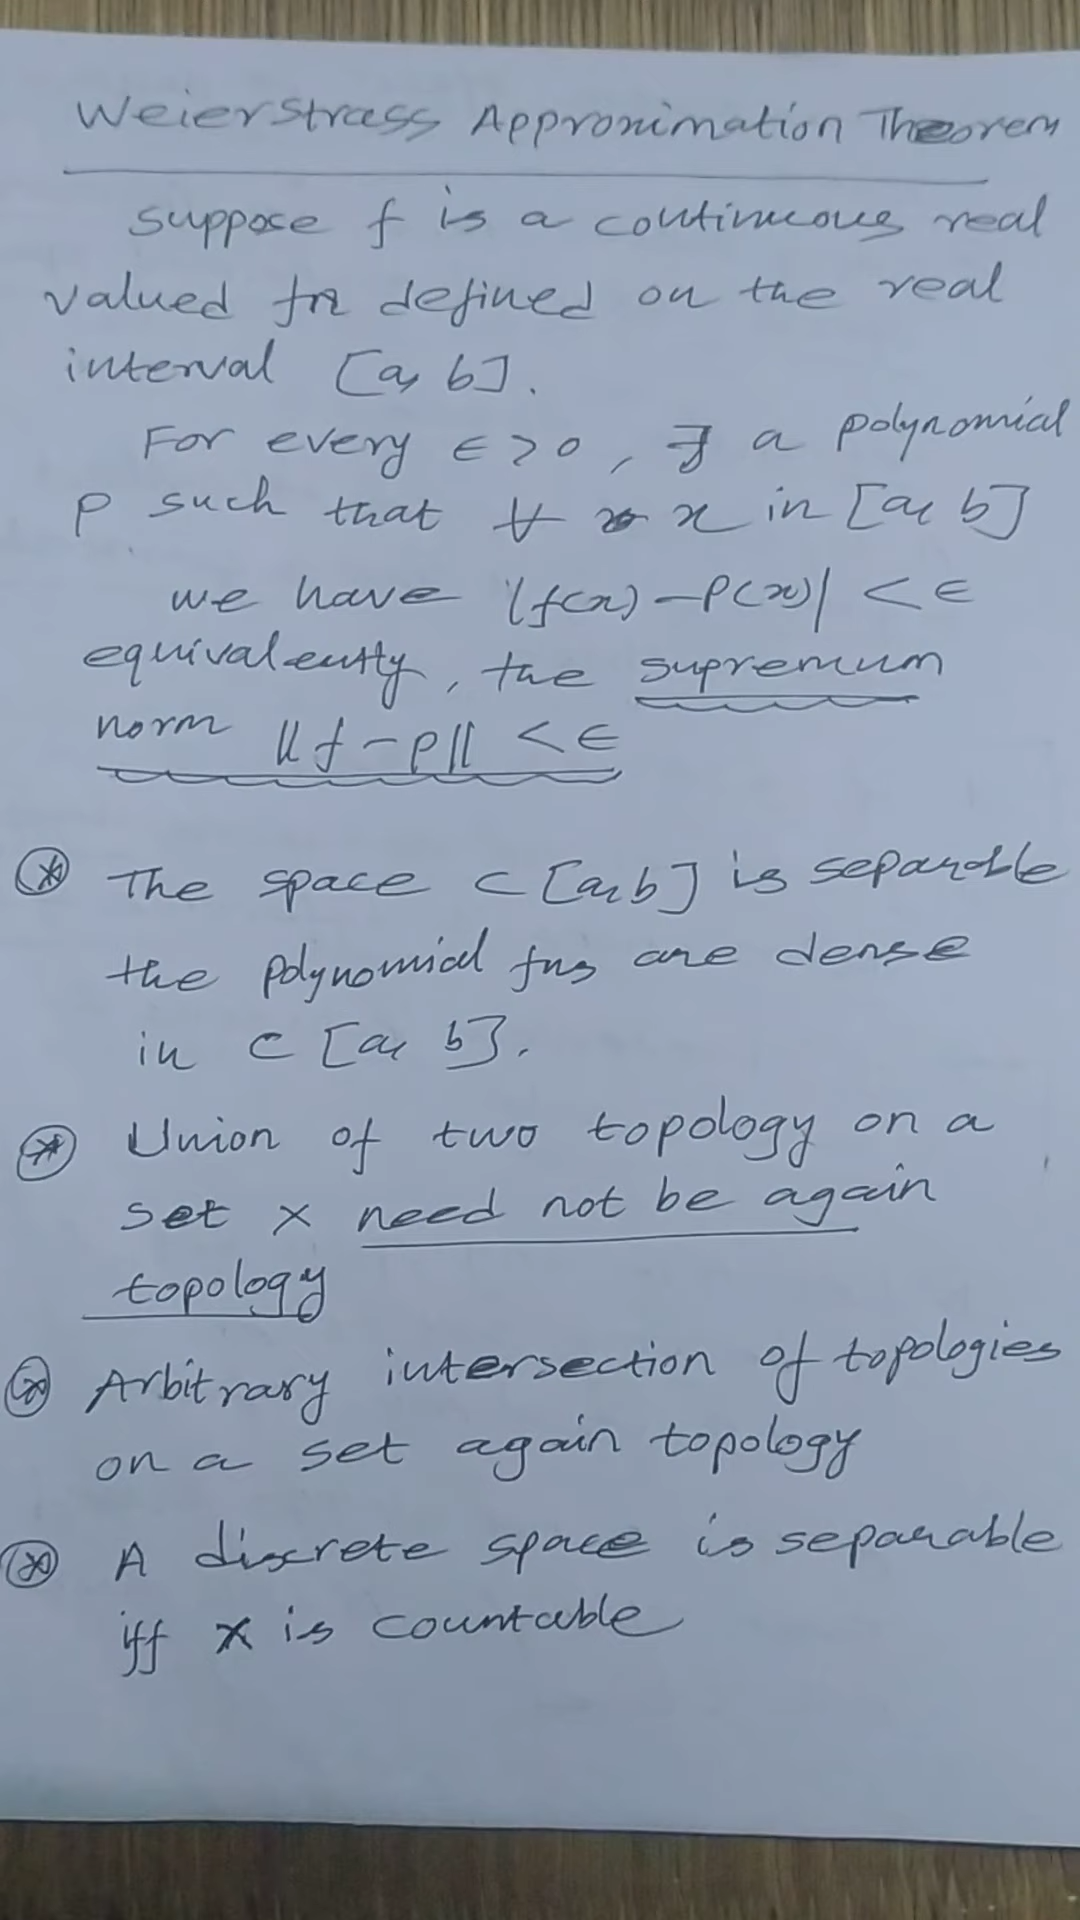 Weierstrass Approximation Theorem
suppose f is a continuous real
valued fn defined on the real
interval [a, b].
For every ∈ > 0, ∃ a polynomial
p such that ∀ x in [a, b]
we have |f(x) - P(x)| < ∈
equivalently, the supremum
norm ||f - p|| < ∈
* The space C [a, b] is separable
the polynomial fns are dense
in C [a, b].
* Union of two topology on a
set X need not be again
topology
* Arbitrary intersection of topologies
on a set again topology
* A discrete space is separable
iff X is countable